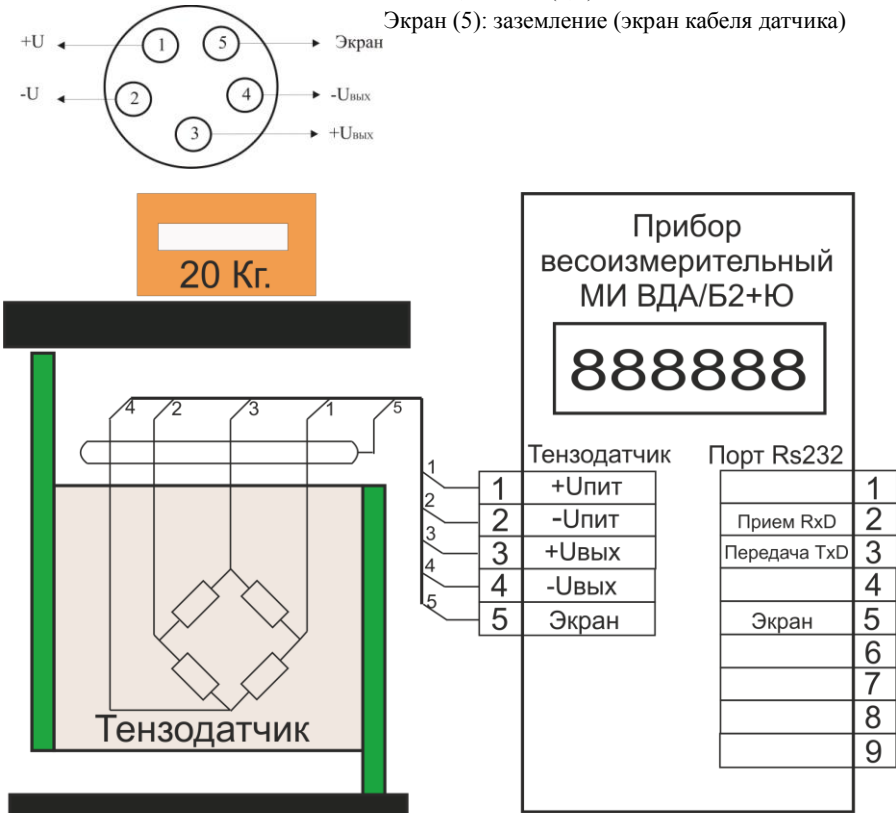 Экран (5): заземление (экран кабеля датчика)
+U 1 5 Экран
-U 2 4 -Uвых
3 +Uвых
20 Кг.
Прибор
весоизмерительный
МИ ВДА/Б2+Ю
888888
4 2 3 1 5
Тензодатчик Порт Rs232
1
2
3
4
5
1 +Uпит
2 -Uпит
3 +Uвых
4 -Uвых
5 Экран
1
Прием RxD 2
Передача TxD 3
4
Экран 5
6
7
8
9
Тензодатчик